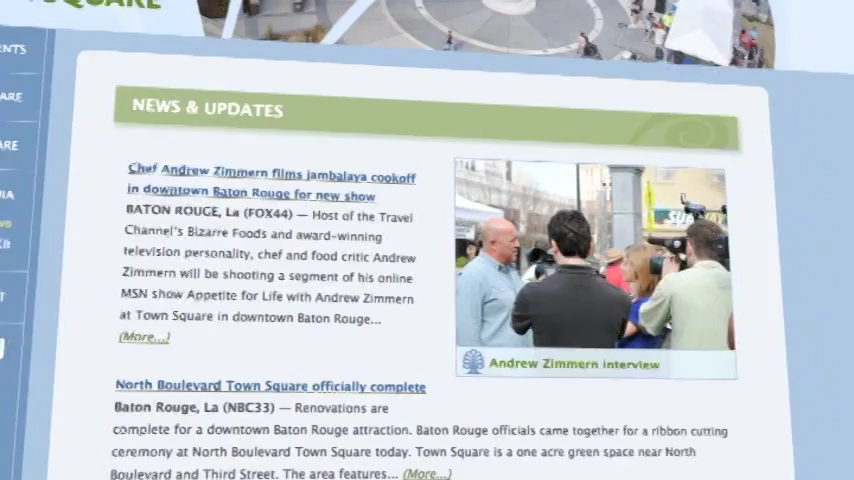 SQUARE
ENTS
ARE
ARE
DIA
NEWS & UPDATES
Chef Andrew Zimmern films jambalaya cookoff
in downtown Baton Rouge for new show
BATON ROUGE, La (FOX44) — Host of the Travel
Channel's Bizarre Foods and award-winning
television personality, chef and food critic Andrew
Zimmern will be shooting a segment of his online
MSN show Appetite for Life with Andrew Zimmern
at Town Square in downtown Baton Rouge...
(More...)
Andrew Zimmern interview
North Boulevard Town Square officially complete
Baton Rouge, La (NBC33) — Renovations are
complete for a downtown Baton Rouge attraction. Baton Rouge officials came together for a ribbon cutting
ceremony at North Boulevard Town Square today. Town Square is a one acre green space near North
Boulevard and Third Street. The area features... (More...)